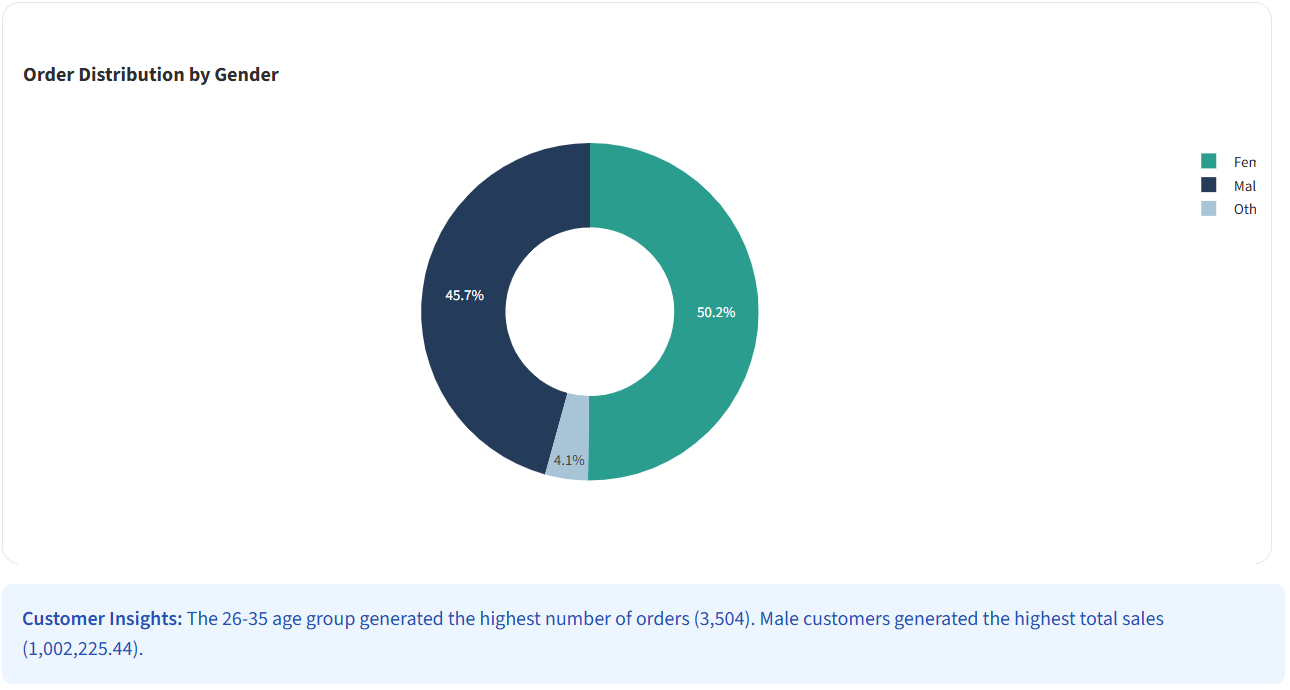 Order Distribution by Gender
Fen
Mal
Oth
45.7%
50.2%
4.1%
Customer Insights: The 26-35 age group generated the highest number of orders (3,504). Male customers generated the highest total sales
(1,002,225.44).